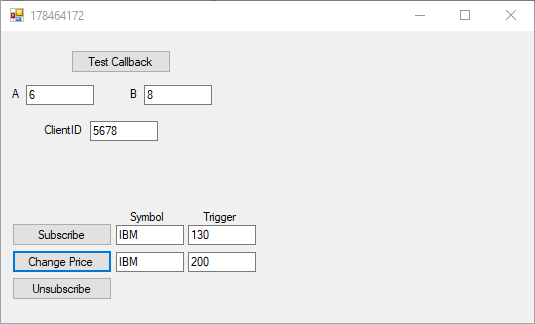 178464172
Test Callback
A 6 B 8
ClientID 5678
Symbol Trigger
Subscribe IBM 130
Change Price IBM 200
Unsubscribe